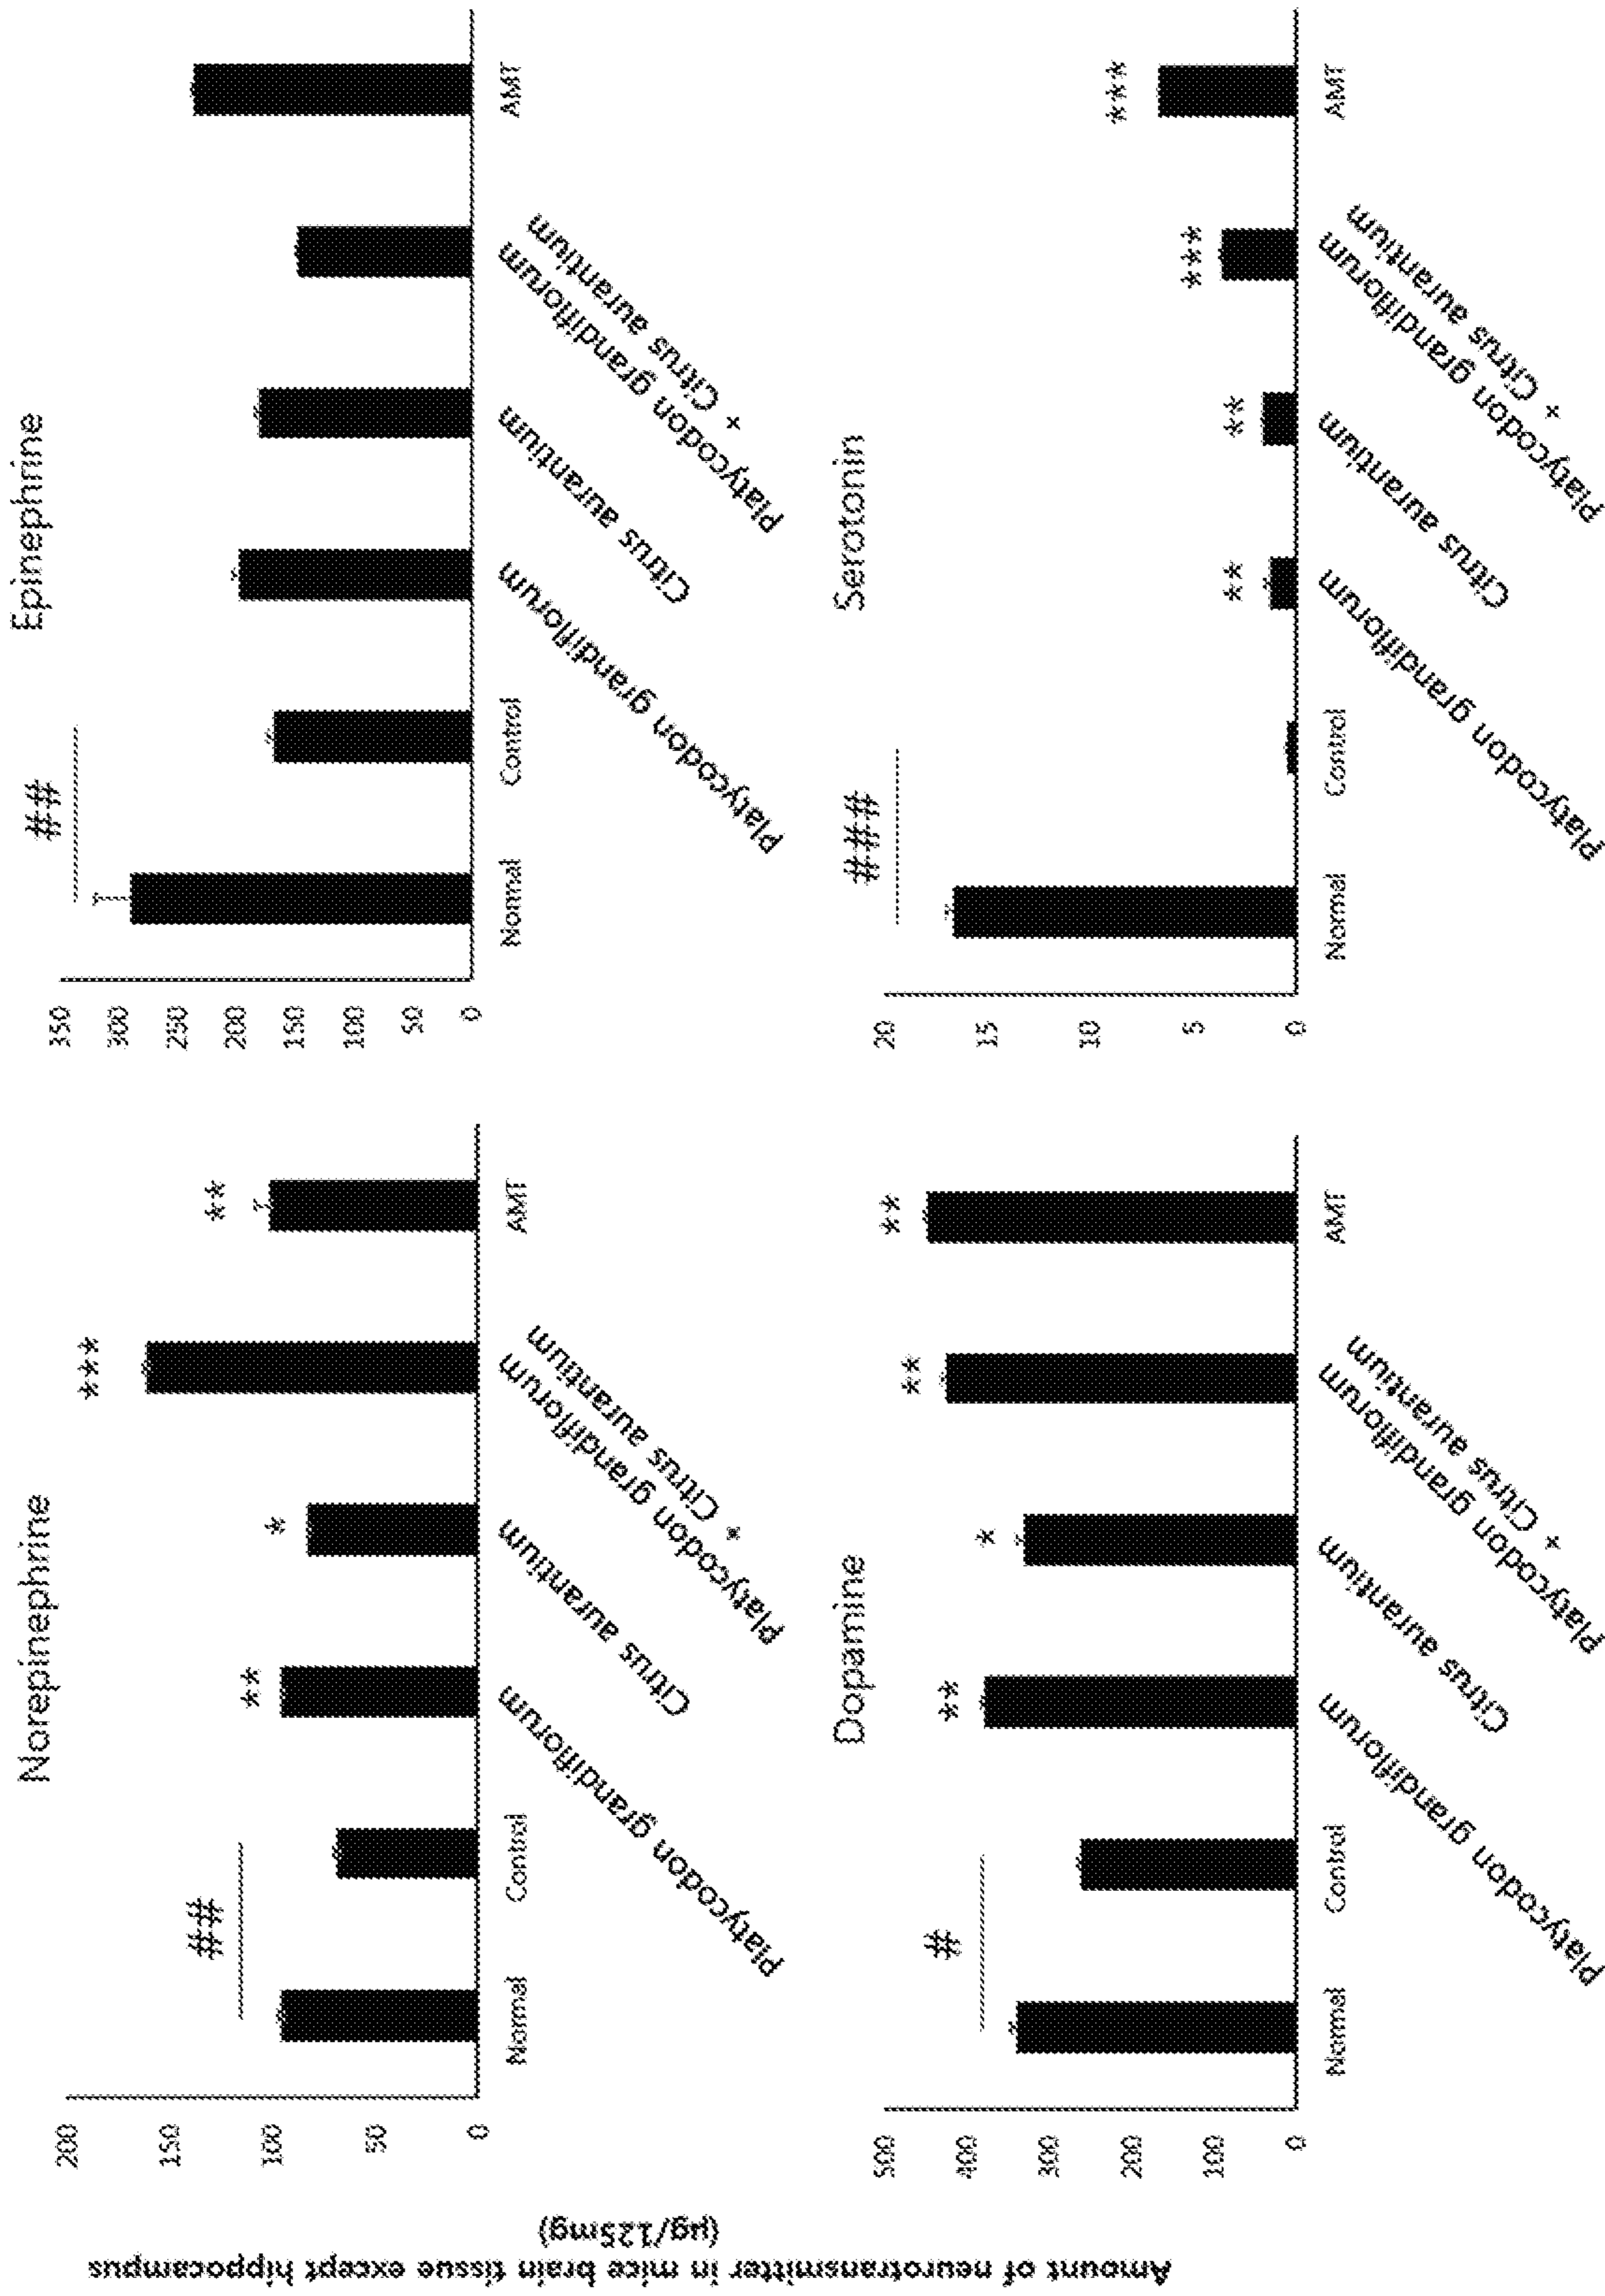 Amount of neurotransmitter in mice brain tissue except hippocampus
(μg/125mg)
Norepinephrine
200
150
100
50
0
##
**
*
***
**
Normal
Control
Platycodon grandiflorum
Citrus aurantium
Platycodon grandiflorum
+ Citrus aurantium
AMT
Epinephrine
350
300
250
200
150
100
50
0
##
Normal
Control
Platycodon grandiflorum
Citrus aurantium
Platycodon grandiflorum
+ Citrus aurantium
AMT
Dopamine
500
400
300
200
100
0
#
**
*
**
**
Normal
Control
Platycodon grandiflorum
Citrus aurantium
Platycodon grandiflorum
+ Citrus aurantium
AMT
Serotonin
20
15
10
5
0
###
**
**
***
***
Normal
Control
Platycodon grandiflorum
Citrus aurantium
Platycodon grandiflorum
+ Citrus aurantium
AMT